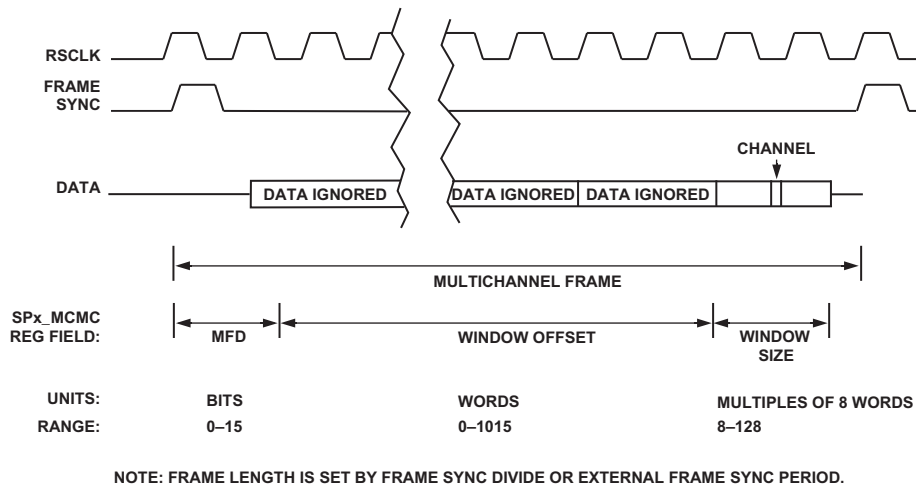 RSCLK
FRAME
SYNC
CHANNEL
DATA
DATA IGNORED
DATA IGNORED
DATA IGNORED
MULTICHANNEL FRAME
SPx_MCMC
REG FIELD:
MFD
WINDOW OFFSET
WINDOW
SIZE
UNITS: BITS WORDS MULTIPLES OF 8 WORDS
RANGE: 0–15 0–1015 8–128
NOTE: FRAME LENGTH IS SET BY FRAME SYNC DIVIDE OR EXTERNAL FRAME SYNC PERIOD.